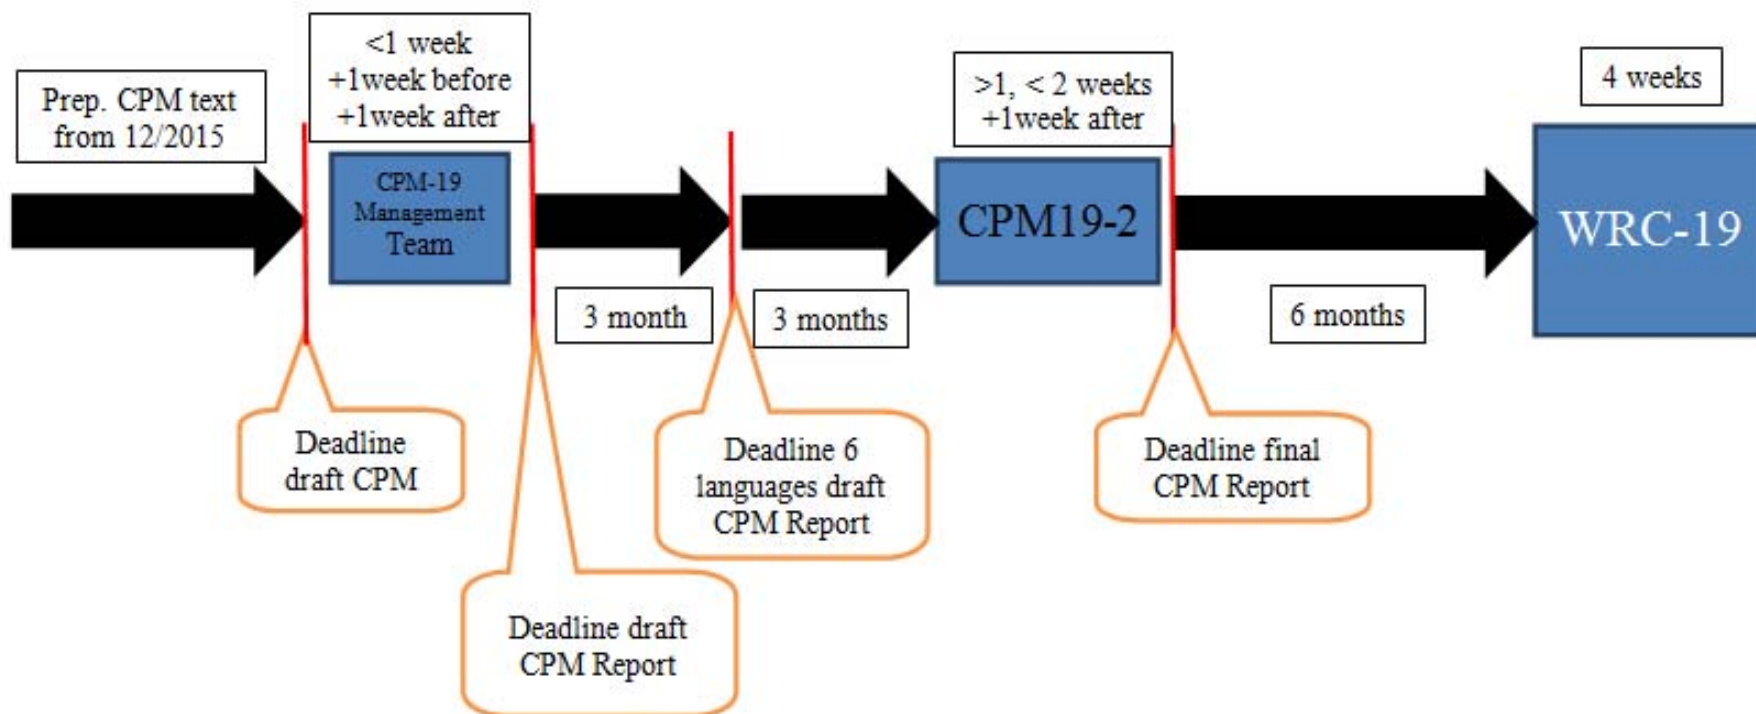 Prep. CPM text
from 12/2015
<1 week
+1week before
+1week after
>1, < 2 weeks
+1week after
4 weeks
CPM-19
Management
Team
CPM19-2
WRC-19
3 month
3 months
6 months
Deadline
draft CPM
Deadline draft
CPM Report
Deadline 6
languages draft
CPM Report
Deadline final
CPM Report